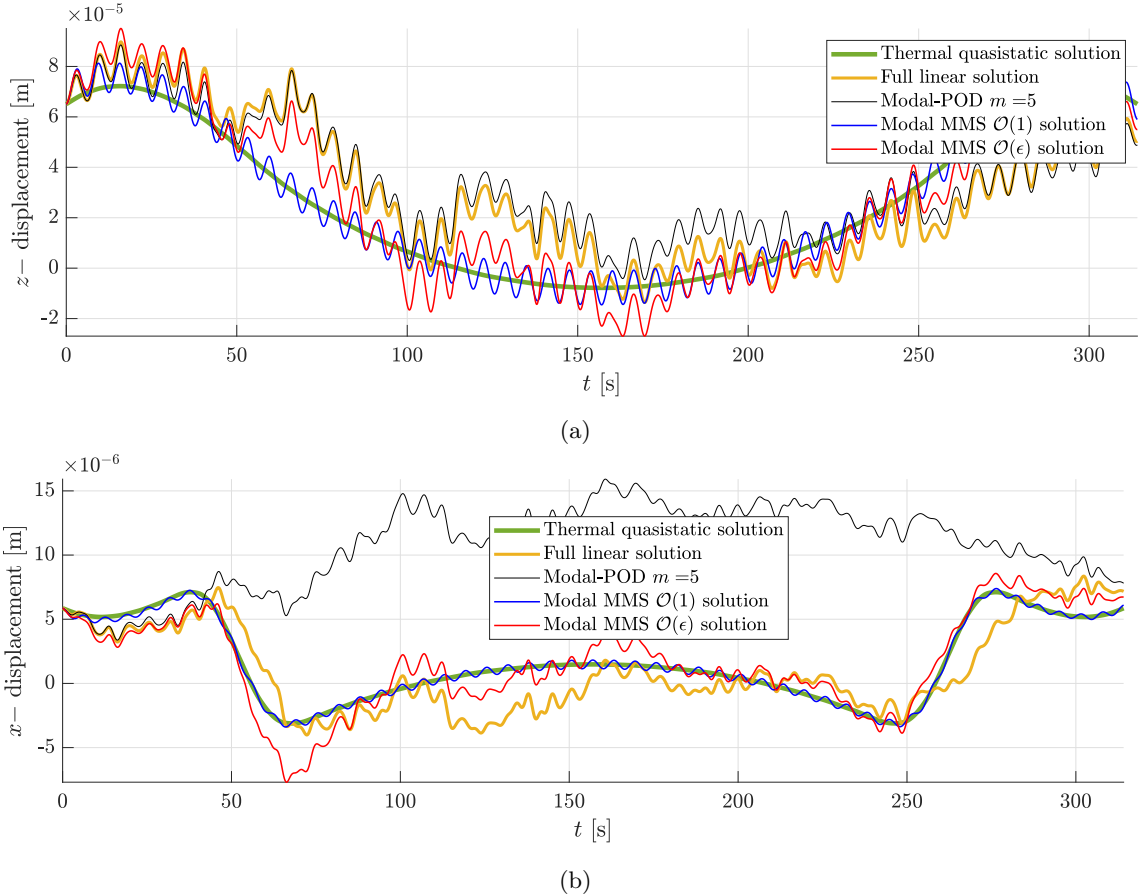 ×10⁻⁵
z− displacement [m]
8
6
4
2
0
-2
Thermal quasistatic solution
Full linear solution
Modal-POD m =5
Modal MMS 𝒪(1) solution
Modal MMS 𝒪(ϵ) solution
0 50 100 150 200 250 300
t [s]
(a)
×10⁻⁶
x− displacement [m]
15
10
5
0
-5
Thermal quasistatic solution
Full linear solution
Modal-POD m =5
Modal MMS 𝒪(1) solution
Modal MMS 𝒪(ϵ) solution
0 50 100 150 200 250 300
t [s]
(b)